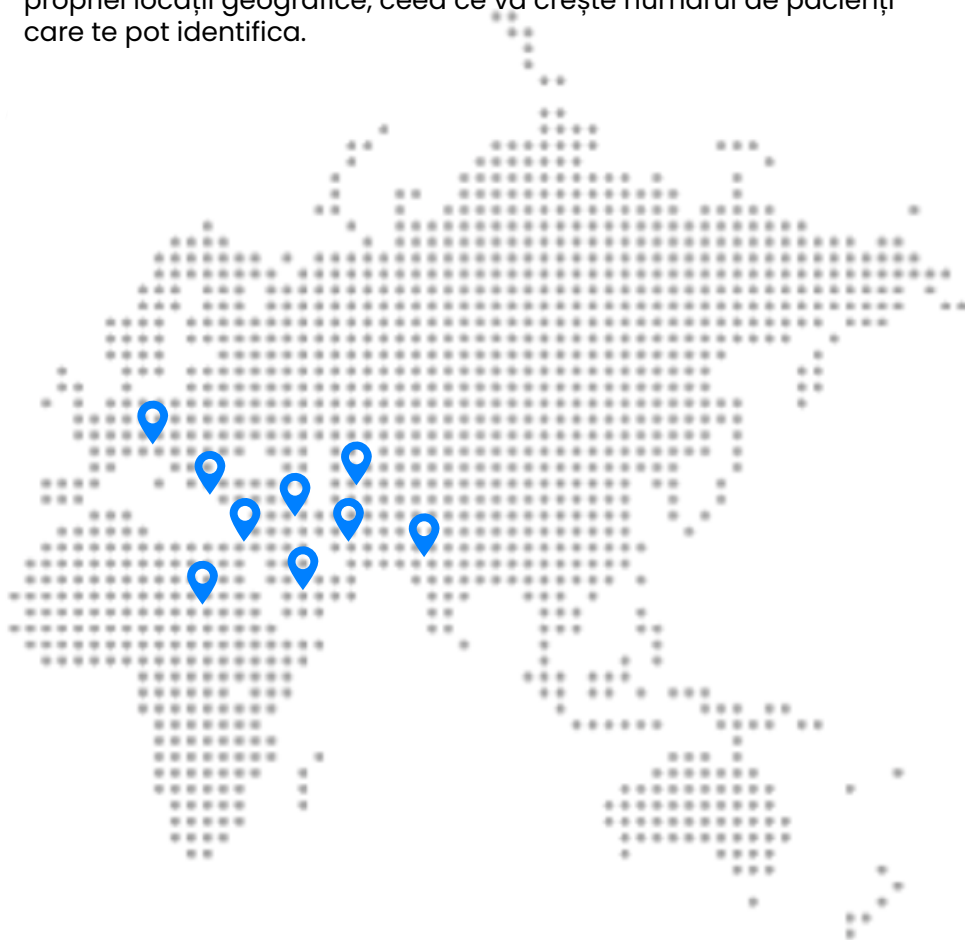 propriei locații geografice, ceea ce va crește numărul de pacienți
care te pot identifica.